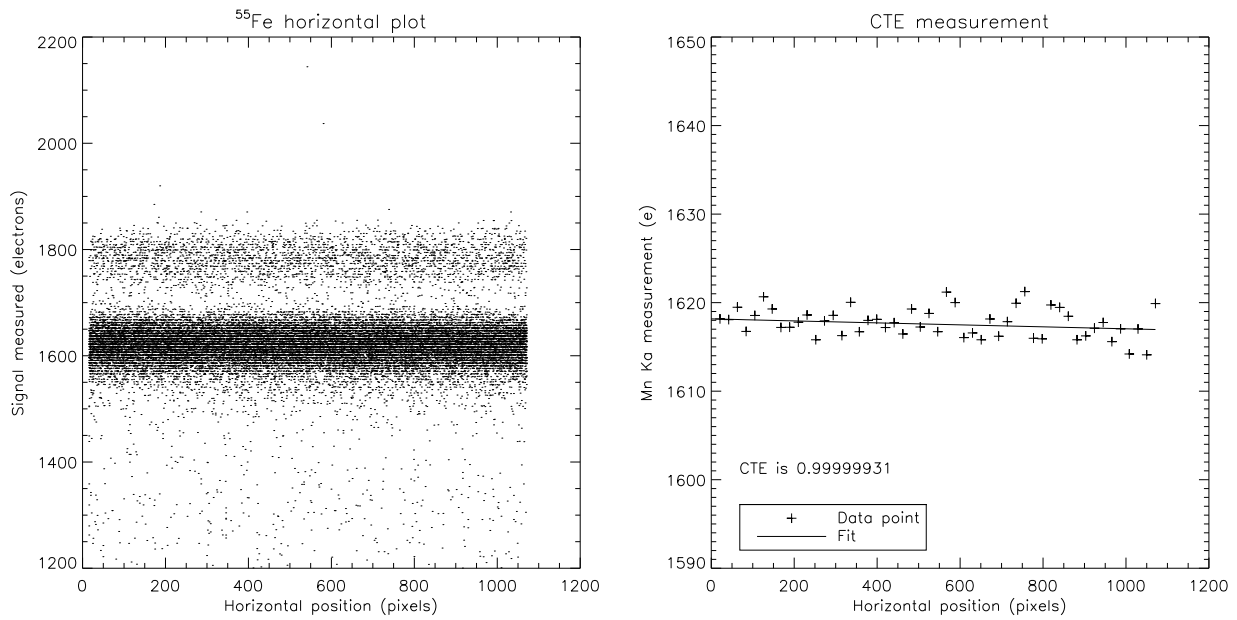 ⁵⁵Fe horizontal plot
2200
2000
1800
1600
1400
1200
Signal measured (electrons)
0 200 400 600 800 1000 1200
Horizontal position (pixels)
CTE measurement
1650
1640
1630
1620
1610
1600
1590
Mn Ka measurement (e)
CTE is 0.99999931
Data point
Fit
0 200 400 600 800 1000 1200
Horizontal position (pixels)